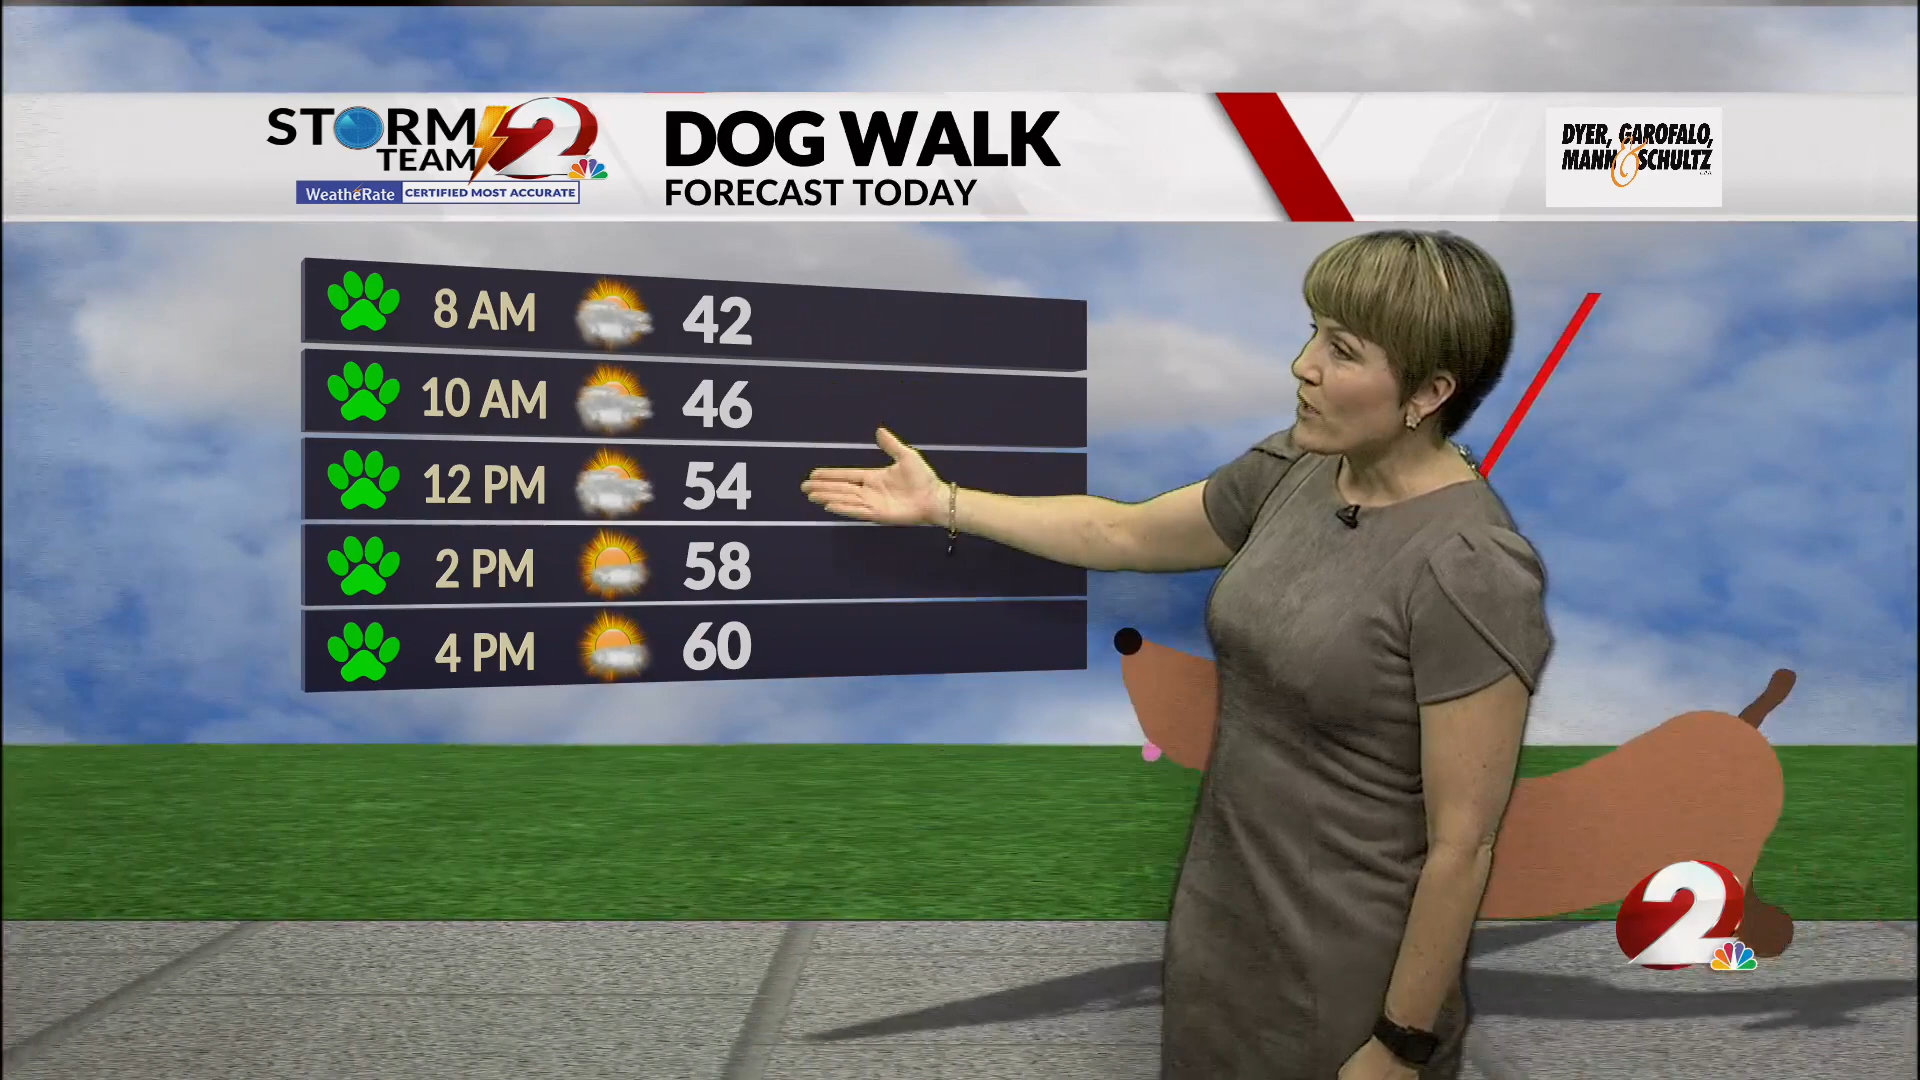 STORM
TEAM
2
WeatheRate CERTIFIED MOST ACCURATE
DOG WALK
FORECAST TODAY
DYER, GAROFALO,
MANN & SCHULTZ
8 AM 42
10 AM 46
12 PM 54
2 PM 58
4 PM 60
2